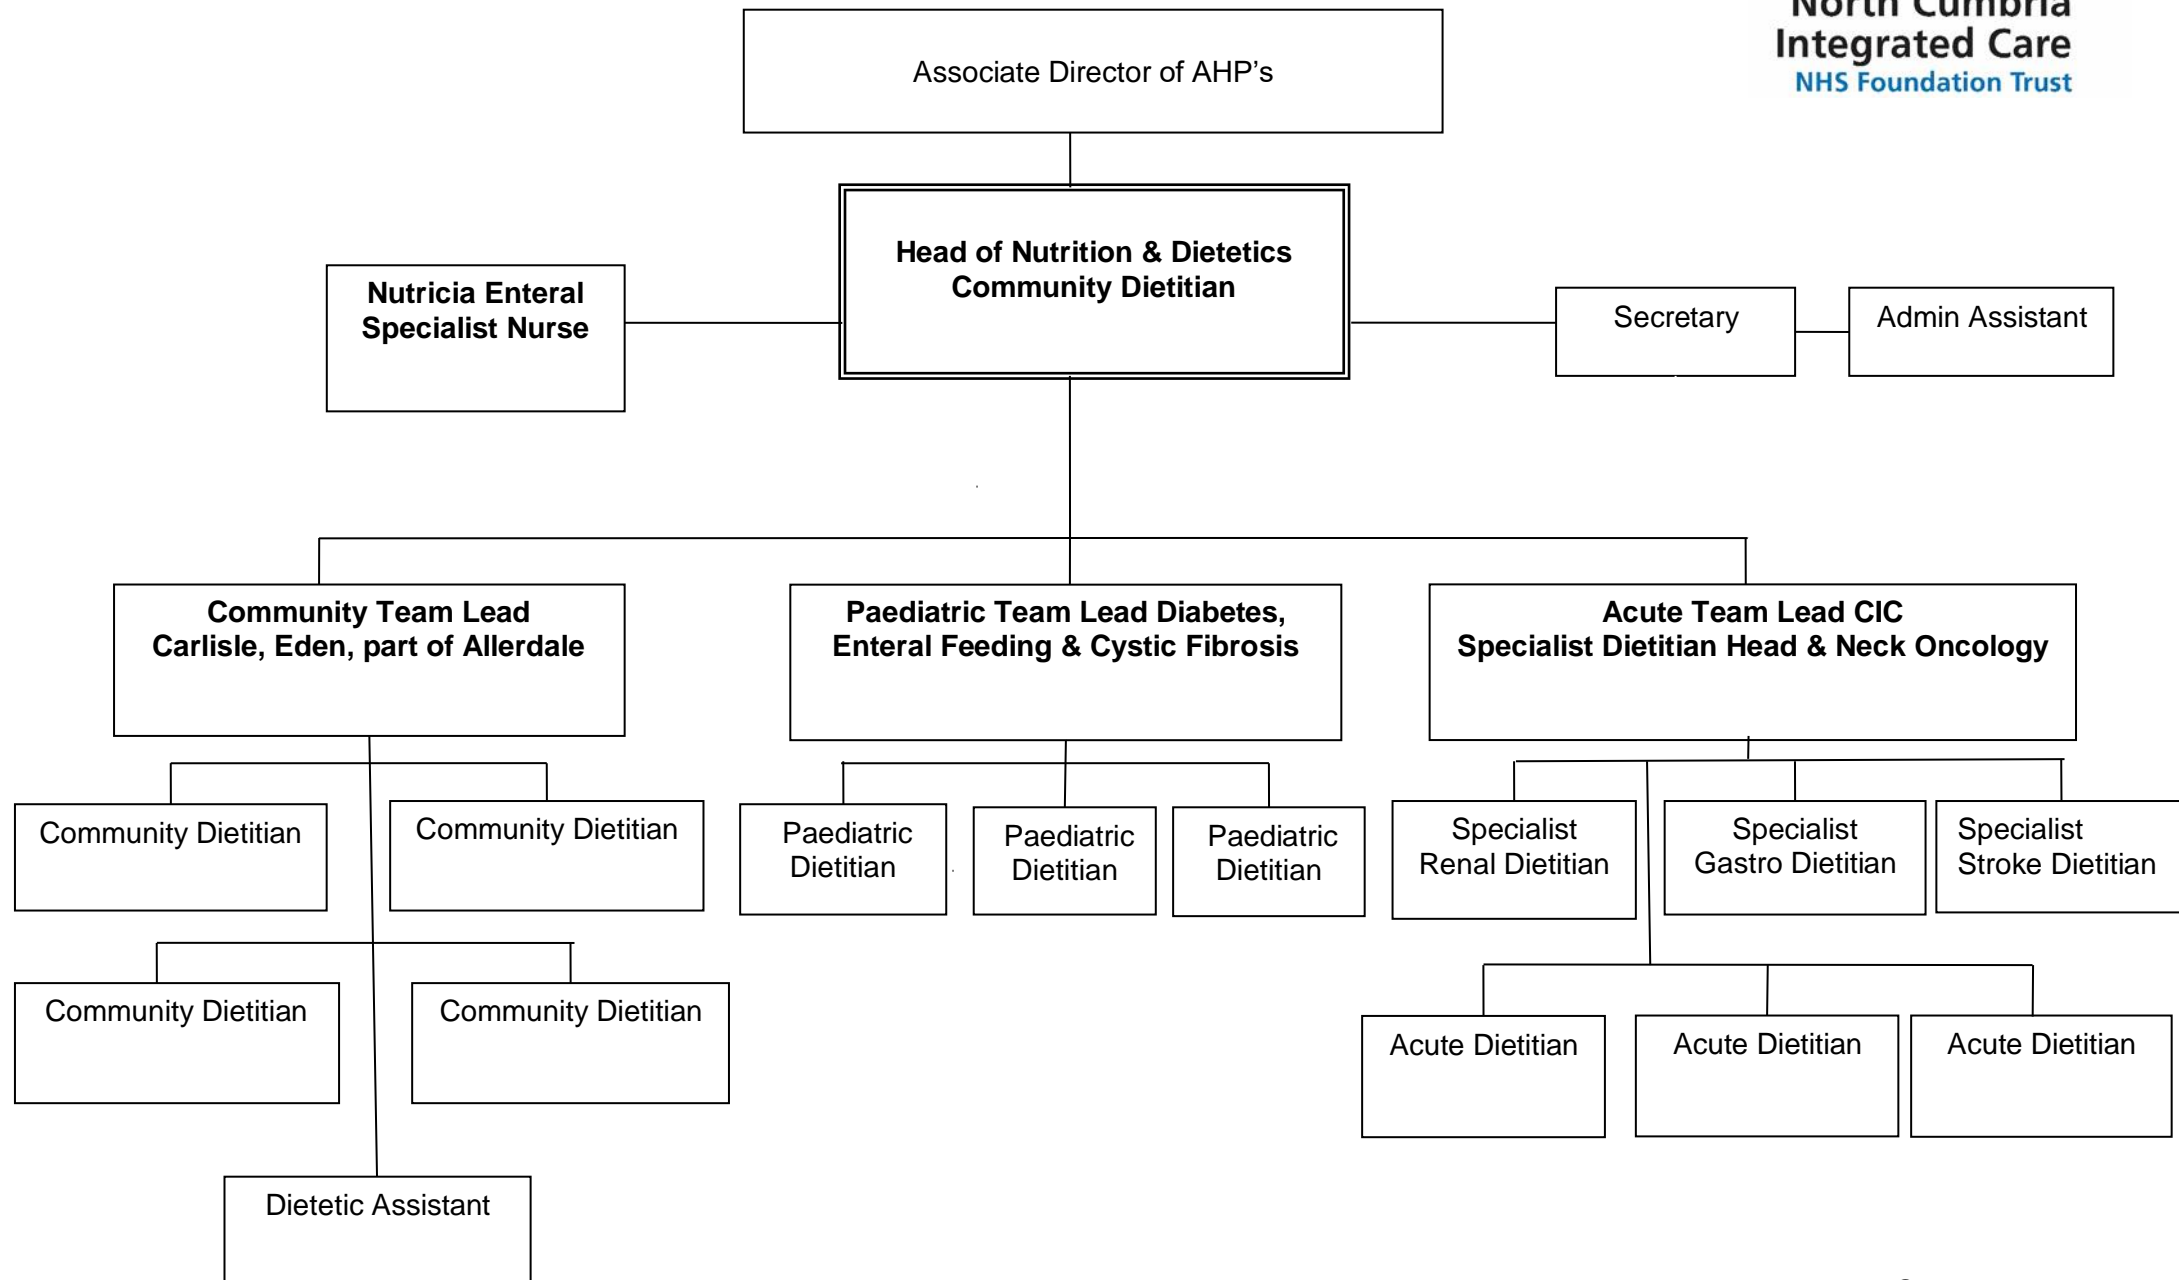 North Cumbria
Integrated Care
NHS Foundation Trust
Associate Director of AHP's
Head of Nutrition & Dietetics
Community Dietitian
Nutricia Enteral
Specialist Nurse
Secretary
Admin Assistant
Community Team Lead
Carlisle, Eden, part of Allerdale
Paediatric Team Lead Diabetes,
Enteral Feeding & Cystic Fibrosis
Acute Team Lead CIC
Specialist Dietitian Head & Neck Oncology
Community Dietitian
Community Dietitian
Paediatric
Dietitian
Paediatric
Dietitian
Paediatric
Dietitian
Specialist
Renal Dietitian
Specialist
Gastro Dietitian
Specialist
Stroke Dietitian
Community Dietitian
Community Dietitian
Acute Dietitian
Acute Dietitian
Acute Dietitian
Dietetic Assistant